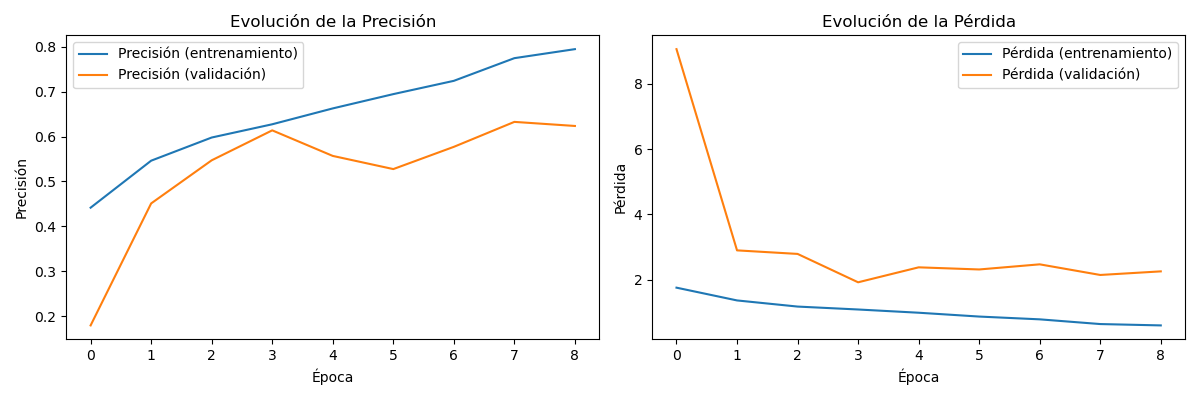 Evolución de la Precisión
Precisión (entrenamiento)
Precisión (validación)
0.8
0.7
0.6
0.5
0.4
0.3
0.2
Precisión
0 1 2 3 4 5 6 7 8
Época
Evolución de la Pérdida
Pérdida (entrenamiento)
Pérdida (validación)
8
6
4
2
Pérdida
0 1 2 3 4 5 6 7 8
Época